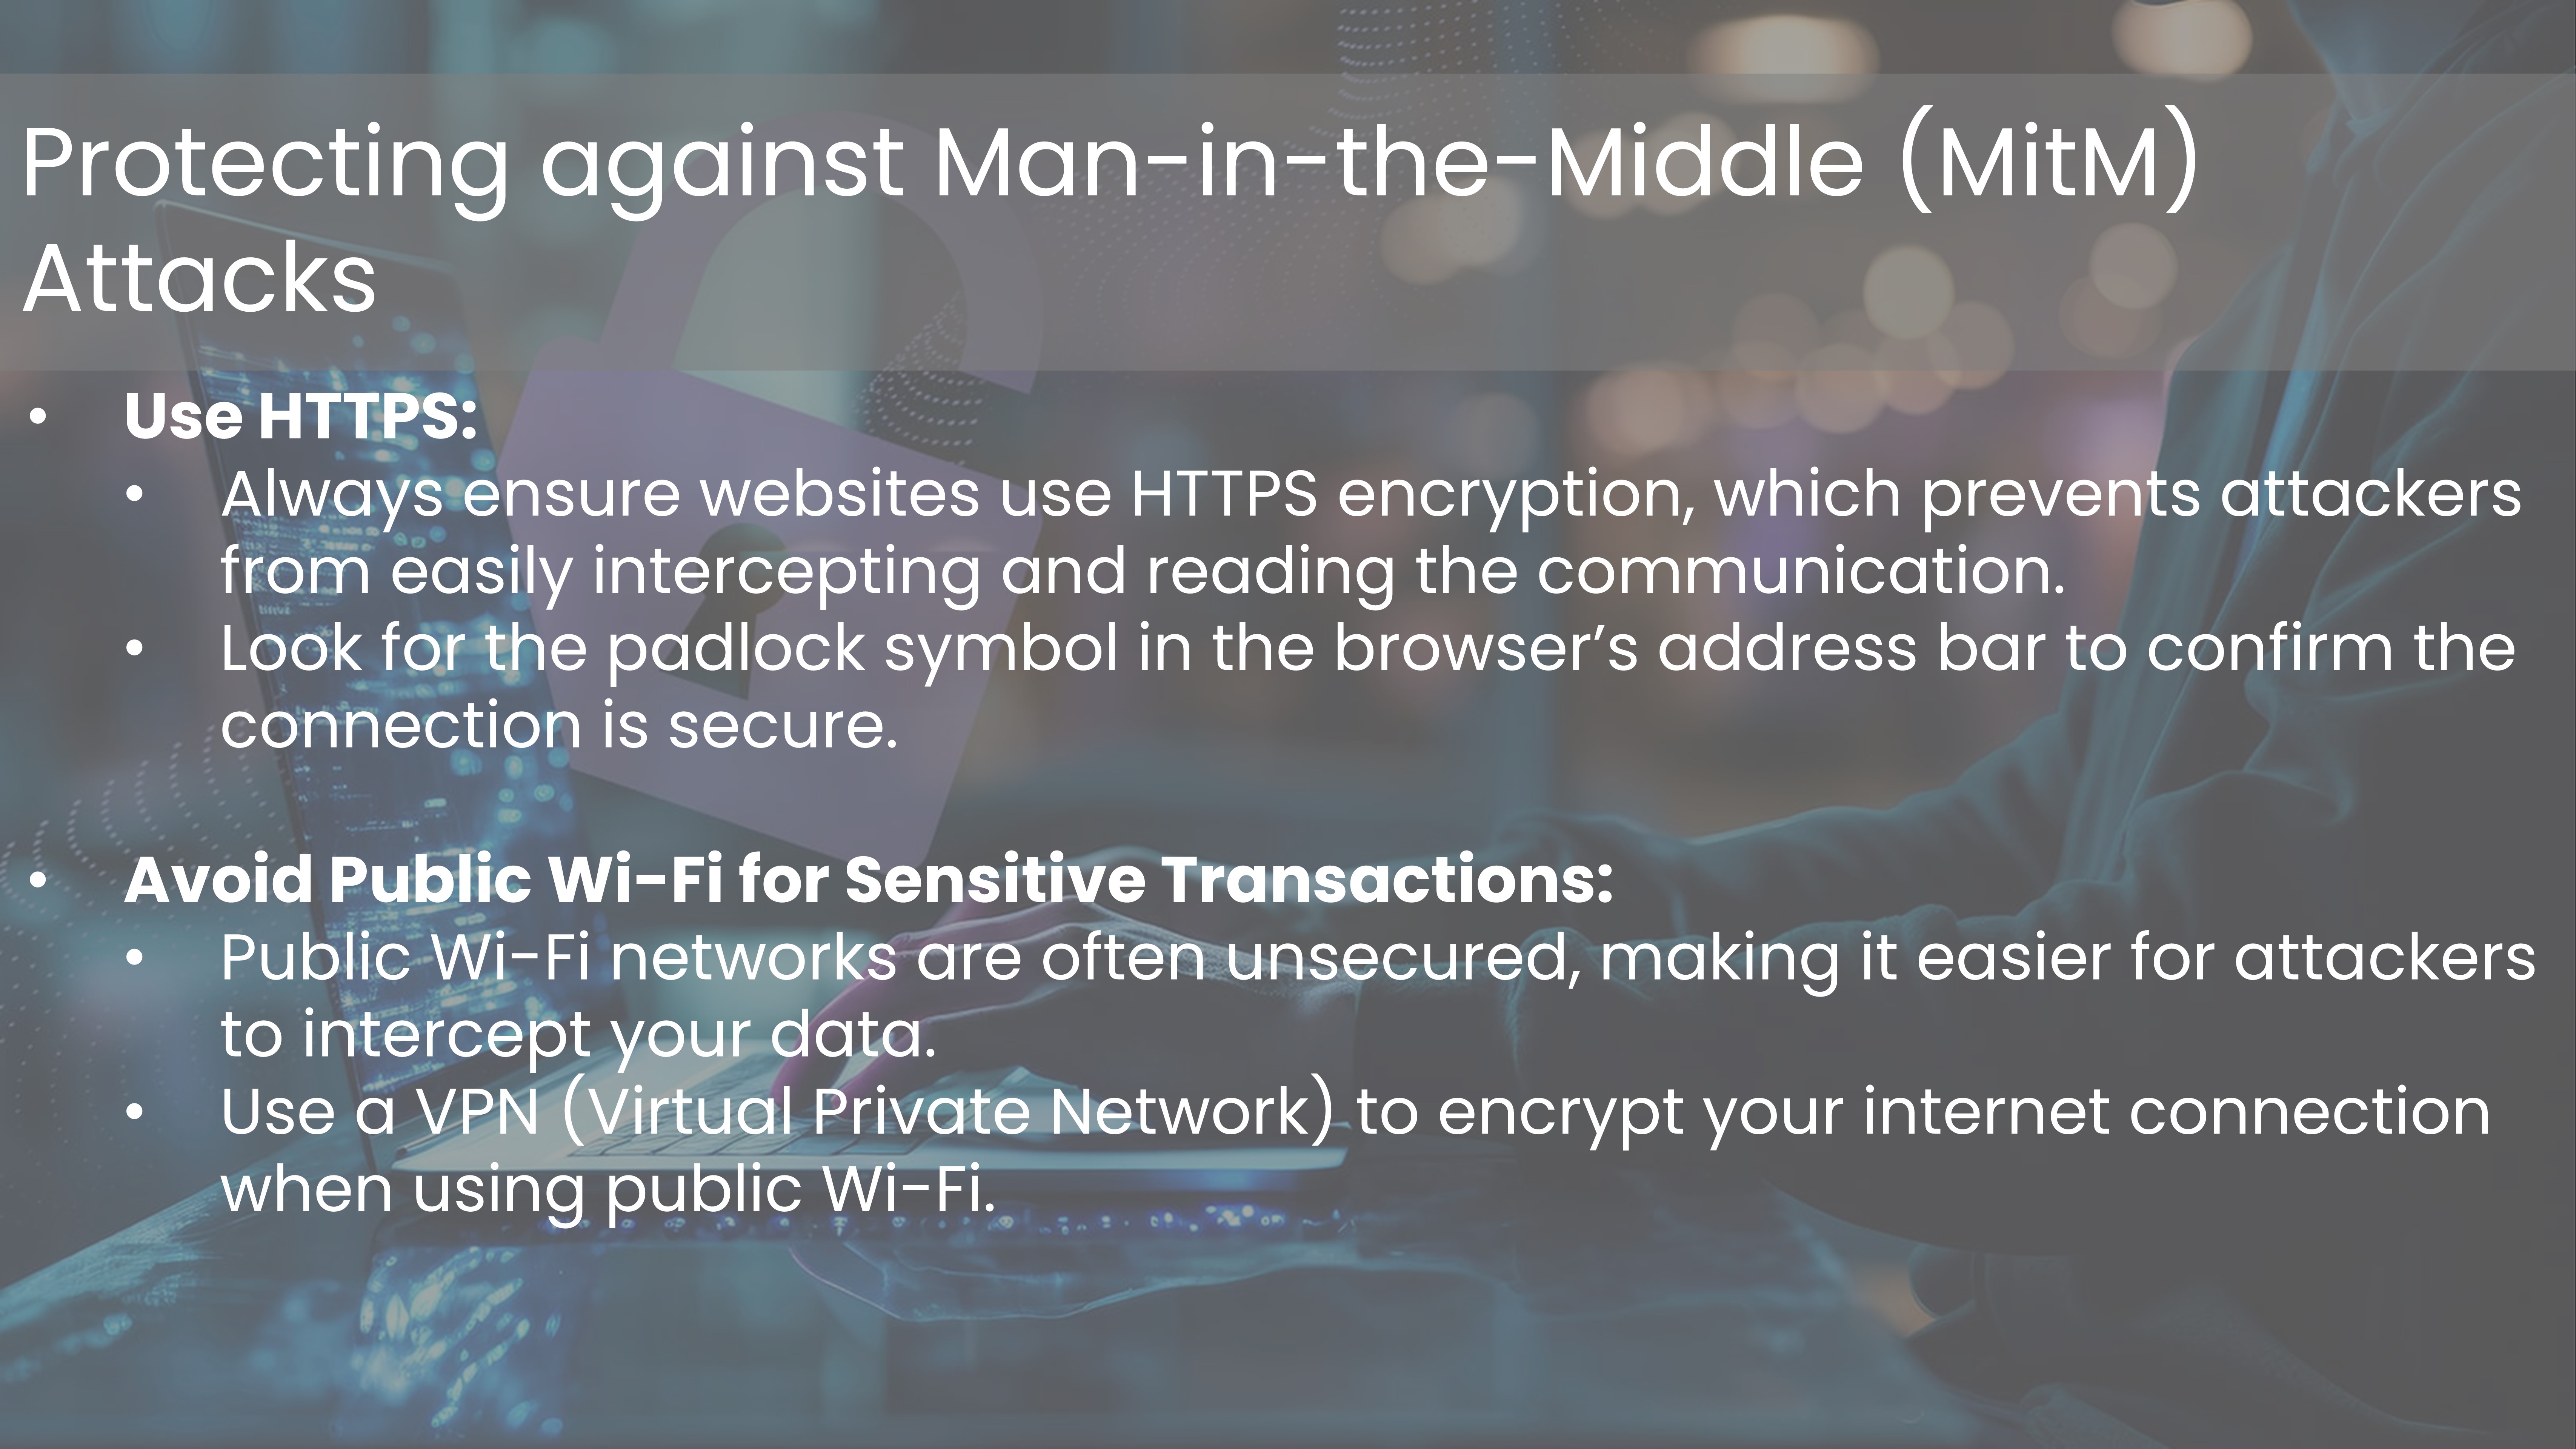 Protecting against Man-in-the-Middle (MitM)
Attacks
• Use HTTPS:
• Always ensure websites use HTTPS encryption, which prevents attackers
from easily intercepting and reading the communication.
• Look for the padlock symbol in the browser’s address bar to confirm the
connection is secure.
• Avoid Public Wi-Fi for Sensitive Transactions:
• Public Wi-Fi networks are often unsecured, making it easier for attackers
to intercept your data.
• Use a VPN (Virtual Private Network) to encrypt your internet connection
when using public Wi-Fi.